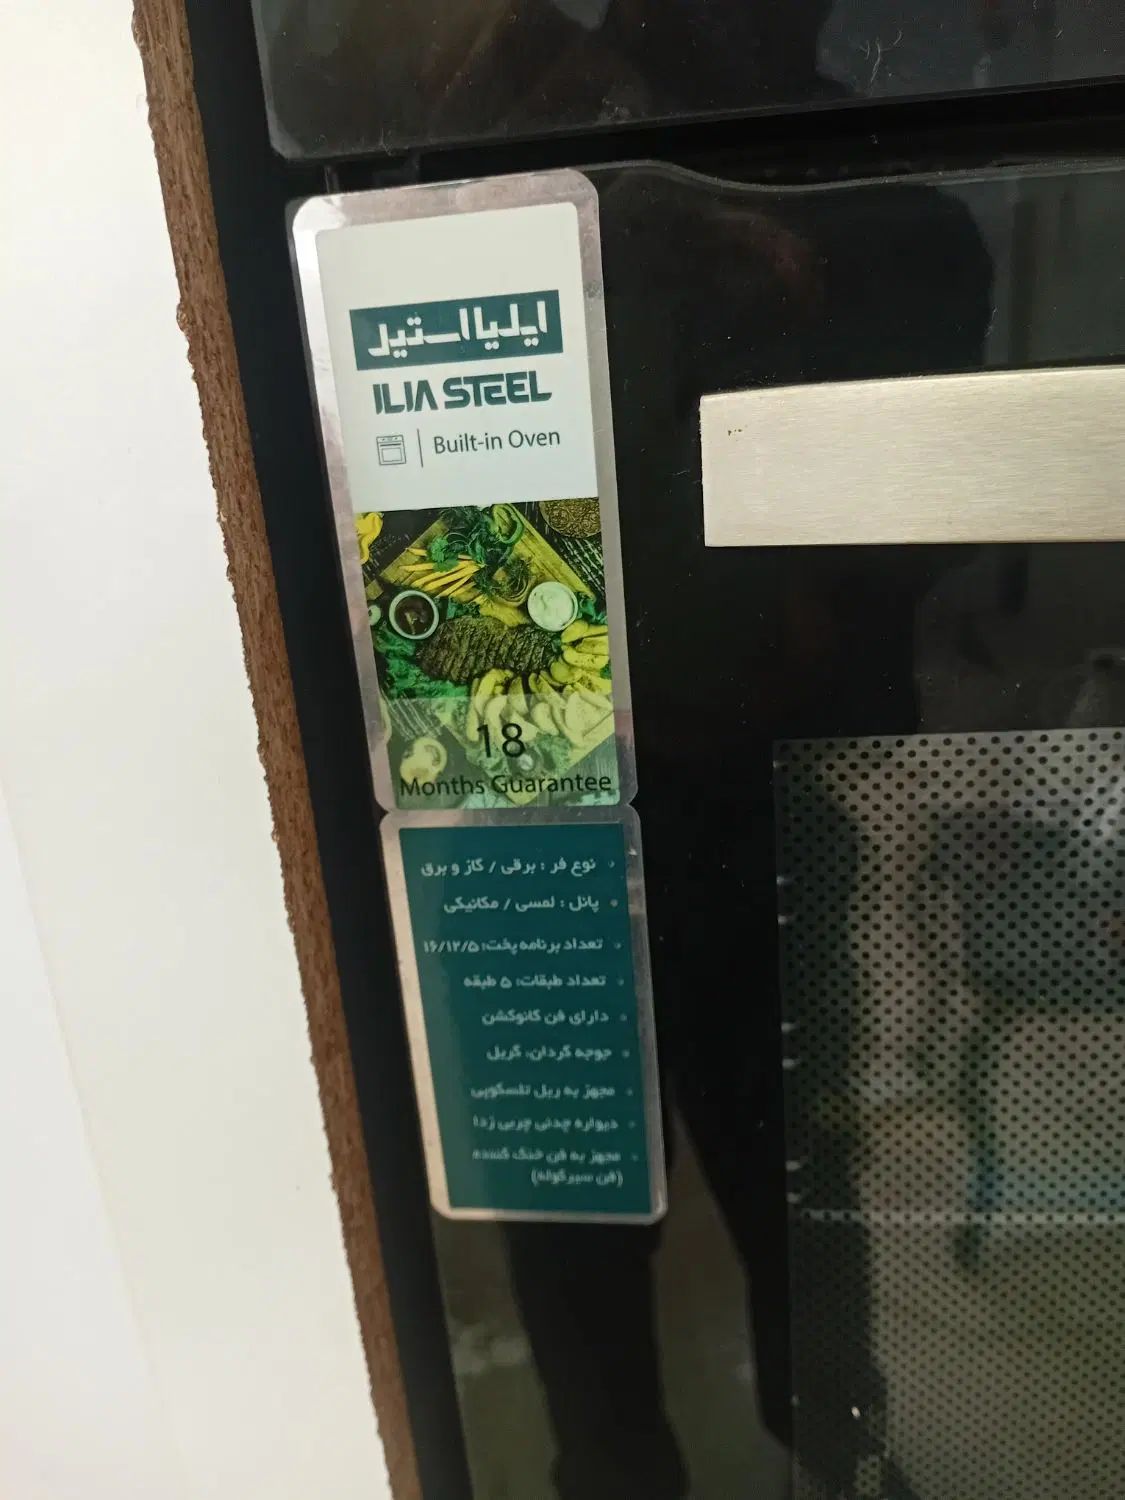 ایلیا استیل
ILIA STEEL
Built-in Oven
18
Months Guarantee
• نوع فر : برقی / گاز و برق
• پانل : لمسی / مکانیکی
• تعداد برنامه پخت: ۱۶/۱۲/۵
• تعداد طبقات: ۵ طبقه
• دارای فن کانوکشن
• جوجه گردان، گریل
• مجهز به ریل تلسکوپی
• دیواره چدنی چربی زدا
• مجهز به فن خنک کننده
(فن سیرکوله)